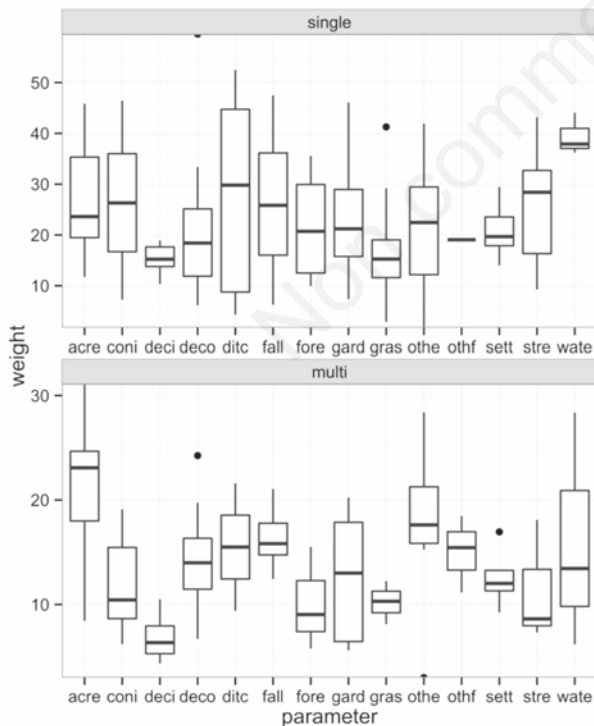 single
50
40
30
20
10
acre coni deci deco ditc fall fore gard gras othe othf sett stre wate
weight
multi
30
20
10
acre coni deci deco ditc fall fore gard gras othe othf sett stre wate
parameter
Non comme